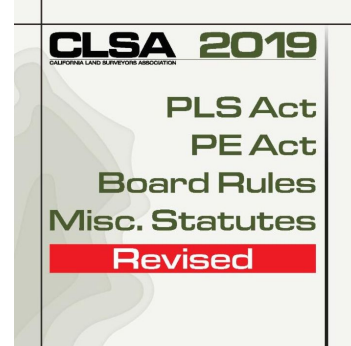 CLSA 2019
CALIFORNIA LAND SURVEYORS ASSOCIATION
PLS Act
PE Act
Board Rules
Misc. Statutes
Revised